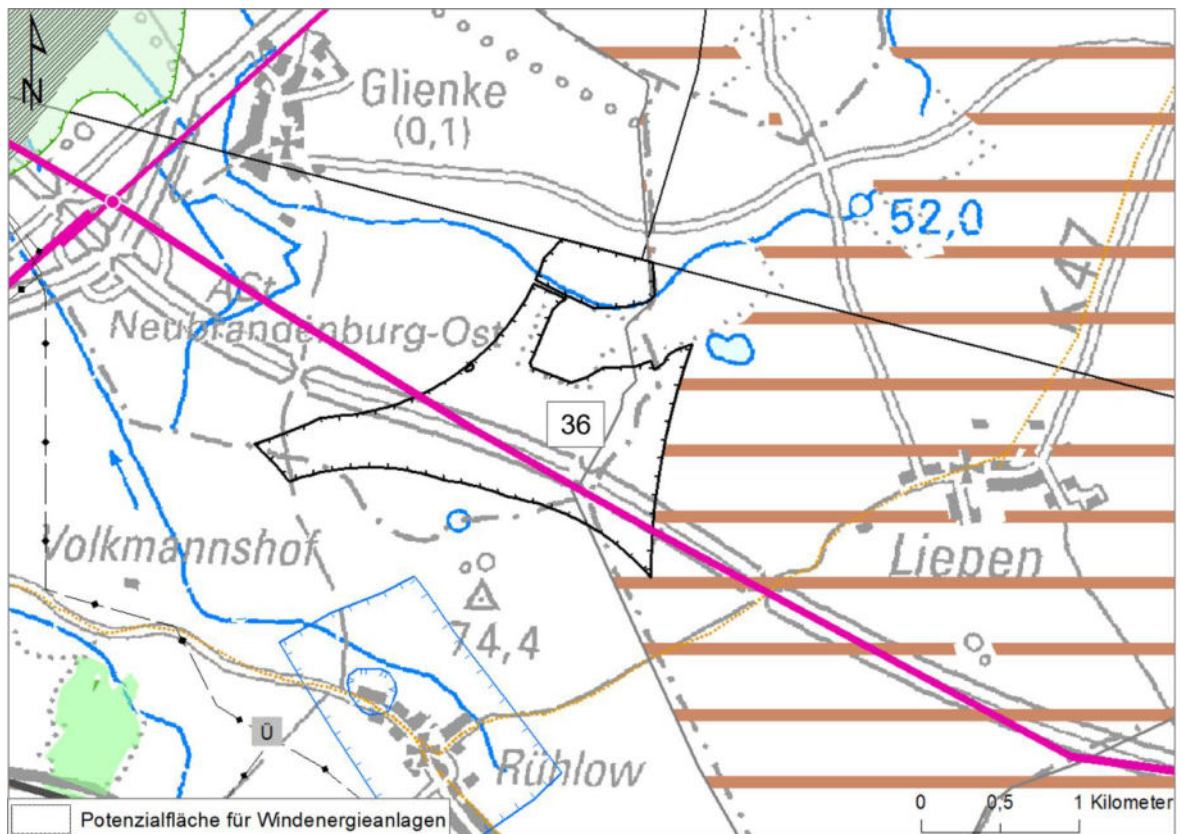 N
Glienke
(0,1)
52,0
Neubrandenburg-Ost
36
Volkmannshof
Liepen
74,4
Ü
Rühlow
0 0,5 1 Kilometer
Potenzialfläche für Windenergieanlagen